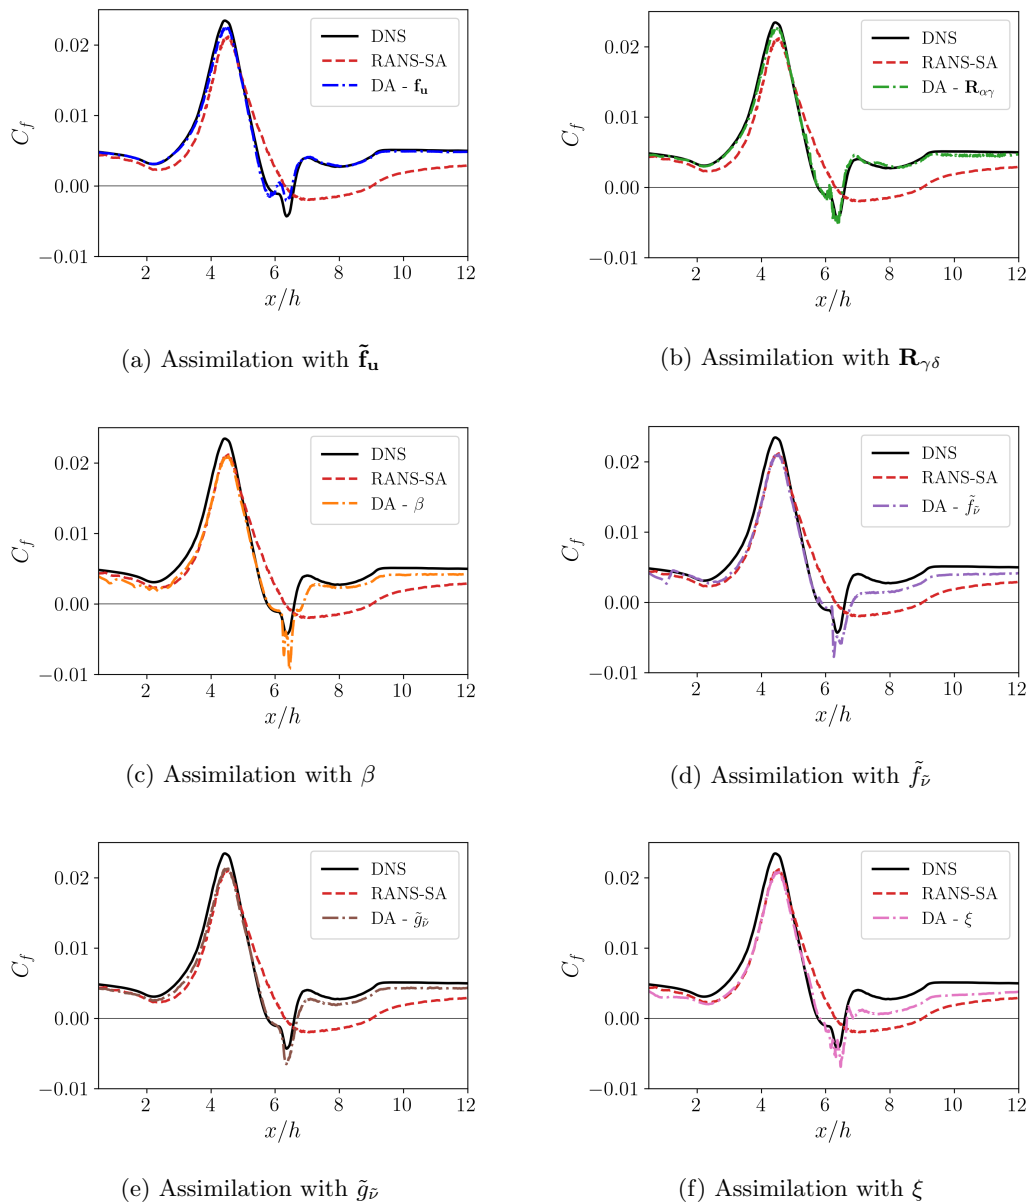 0.02
0.01
0.00
−0.01
C_f
DNS
RANS-SA
DA - f_u
2 4 6 8 10 12
x/h
(a) Assimilation with f̃_u
0.02
0.01
0.00
−0.01
C_f
DNS
RANS-SA
DA - R_αγ
2 4 6 8 10 12
x/h
(b) Assimilation with R_γδ
0.02
0.01
0.00
−0.01
C_f
DNS
RANS-SA
DA - β
2 4 6 8 10 12
x/h
(c) Assimilation with β
0.02
0.01
0.00
−0.01
C_f
DNS
RANS-SA
DA - f̃_ν̃
2 4 6 8 10 12
x/h
(d) Assimilation with f̃_ν̃
0.02
0.01
0.00
−0.01
C_f
DNS
RANS-SA
DA - g̃_ν̃
2 4 6 8 10 12
x/h
(e) Assimilation with g̃_ν̃
0.02
0.01
0.00
−0.01
C_f
DNS
RANS-SA
DA - ξ
2 4 6 8 10 12
x/h
(f) Assimilation with ξ